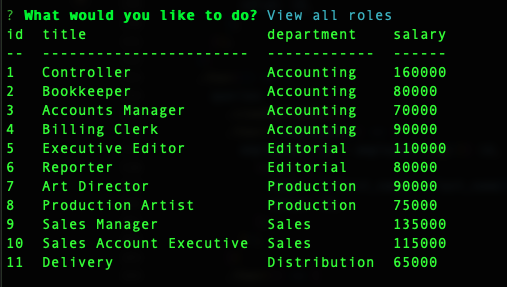 ? What would you like to do? View all roles
id  title                    department    salary
--  -----------------------  ------------  ------
1   Controller               Accounting    160000
2   Bookkeeper               Accounting    80000
3   Accounts Manager         Accounting    70000
4   Billing Clerk            Accounting    90000
5   Executive Editor         Editorial     110000
6   Reporter                 Editorial     80000
7   Art Director             Production    90000
8   Production Artist        Production    75000
9   Sales Manager            Sales         135000
10  Sales Account Executive  Sales         115000
11  Delivery                 Distribution  65000